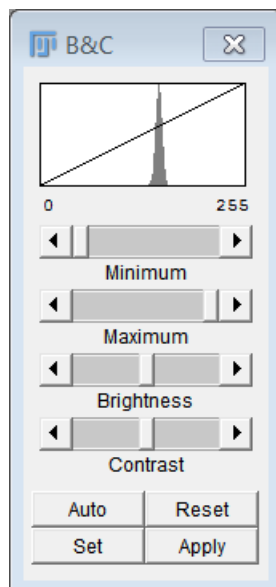 B&C
0 255
Minimum
Maximum
Brightness
Contrast
Auto Reset
Set Apply